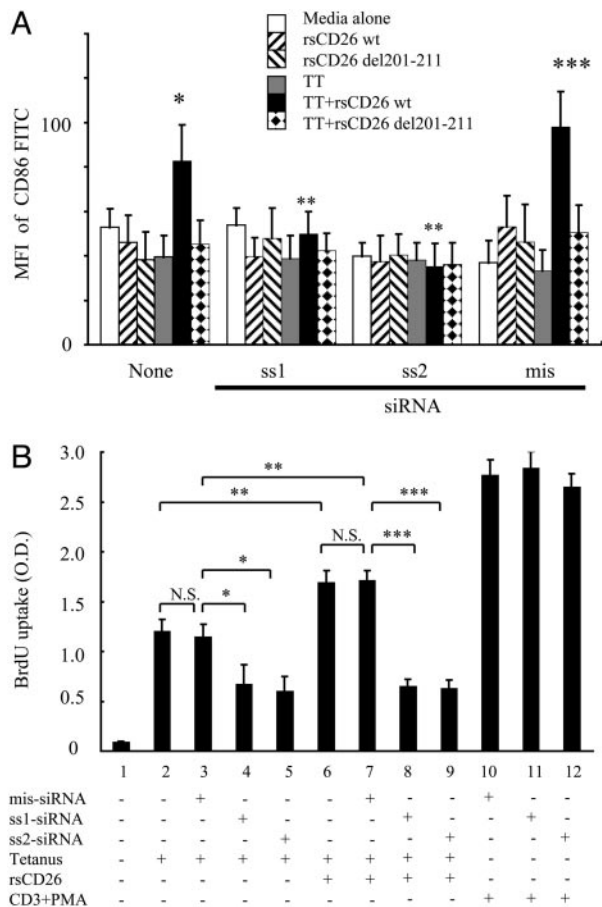 A
Media alone
rsCD26 wt
rsCD26 del201-211
TT
TT+rsCD26 wt
TT+rsCD26 del201-211
MFI of CD86 FITC
100
0
*
**
**
***
None ss1 ss2 mis
siRNA
B
BrdU uptake (O.D.)
3.0
2.5
2.0
1.5
1.0
0.5
0
**
**
***
N.S. * * N.S. ***
1 2 3 4 5 6 7 8 9 10 11 12
mis-siRNA - - + - - - + - - + - -
ss1-siRNA - - - + - - - + - - + -
ss2-siRNA - - - - + - - - + - - +
Tetanus - + + + + + + + + - - -
rsCD26 - - - - - + + + + - - -
CD3+PMA - - - - - - - - - + + +